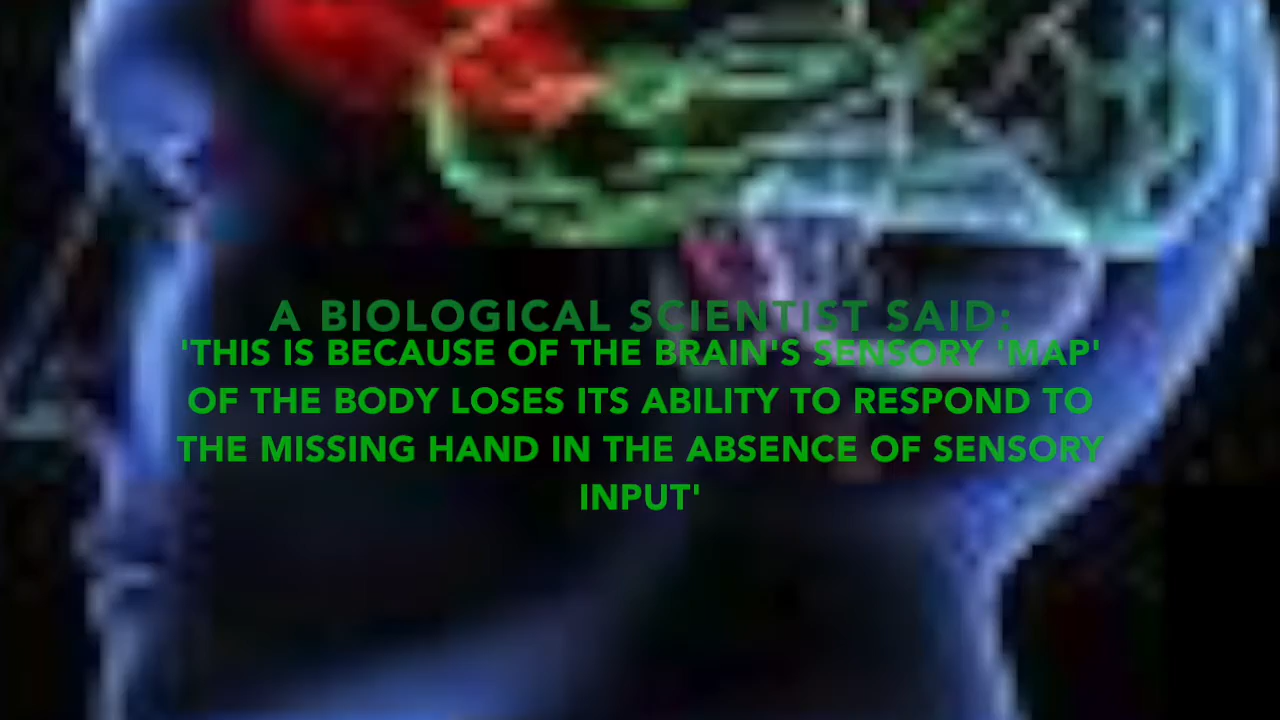 A BIOLOGICAL SCIENTIST SAID:
'THIS IS BECAUSE OF THE BRAIN'S SENSORY 'MAP'
OF THE BODY LOSES ITS ABILITY TO RESPOND TO
THE MISSING HAND IN THE ABSENCE OF SENSORY
INPUT'